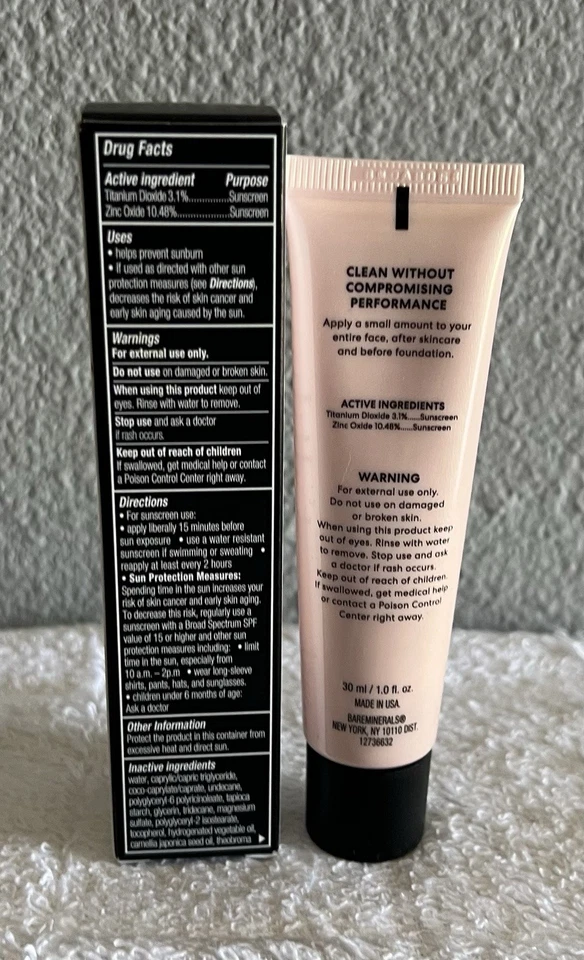 Drug Facts
Active ingredient Purpose
Titanium Dioxide 3.1%..............Sunscreen
Zinc Oxide 10.48%..................Sunscreen
Uses
• helps prevent sunburn
• if used as directed with other sun
protection measures (see Directions),
decreases the risk of skin cancer and
early skin aging caused by the sun.
Warnings
For external use only.
Do not use on damaged or broken skin.
When using this product keep out of
eyes. Rinse with water to remove.
Stop use and ask a doctor
if rash occurs.
Keep out of reach of children
If swallowed, get medical help or contact
a Poison Control Center right away.
Directions
• For sunscreen use:
• apply liberally 15 minutes before
sun exposure • use a water resistant
sunscreen if swimming or sweating •
reapply at least every 2 hours
• Sun Protection Measures:
Spending time in the sun increases your
risk of skin cancer and early skin aging.
To decrease this risk, regularly use a
sunscreen with a Broad Spectrum SPF
value of 15 or higher and other sun
protection measures including: • limit
time in the sun, especially from
10 a.m. – 2p.m • wear long-sleeve
shirts, pants, hats, and sunglasses.
• children under 6 months of age:
Ask a doctor
Other Information
Protect the product in this container from
excessive heat and direct sun.
Inactive ingredients
water, caprylic/capric triglyceride,
coco-caprylate/caprate, undecane,
polyglyceryl-6 polyricinoleate, tapioca
starch, glycerin, tridecane, magnesium
sulfate, polyglyceryl-2 isostearate,
tocopherol, hydrogenated vegetable oil,
camellia japonica seed oil, theobroma
CLEAN WITHOUT
COMPROMISING
PERFORMANCE
Apply a small amount to your
entire face, after skincare
and before foundation.
ACTIVE INGREDIENTS
Titanium Dioxide 3.1%......Sunscreen
Zinc Oxide 10.48%......Sunscreen
WARNING
For external use only.
Do not use on damaged
or broken skin.
When using this product keep
out of eyes. Rinse with water
to remove. Stop use and ask
a doctor if rash occurs.
Keep out of reach of children.
If swallowed, get medical help
or contact a Poison Control
Center right away.
30 ml / 1.0 fl. oz.
MADE IN USA.
BAREMINERALS®
NEW YORK, NY 10110 DIST.
12736632